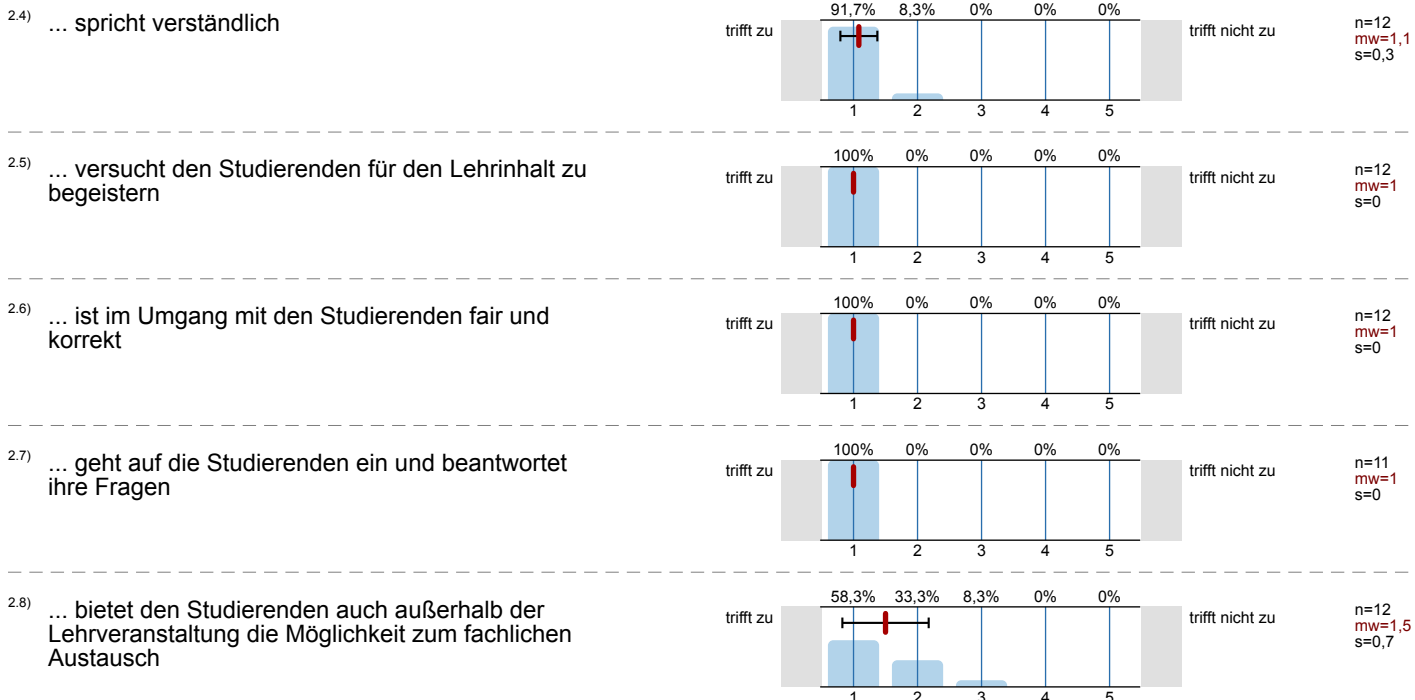 2.4) ... spricht verständlich
91,7% 8,3% 0% 0% 0%
trifft zu trifft nicht zu
n=12
mw=1,1
s=0,3
1 2 3 4 5
2.5) ... versucht den Studierenden für den Lehrinhalt zu
begeistern
100% 0% 0% 0% 0%
trifft zu trifft nicht zu
n=12
mw=1
s=0
1 2 3 4 5
2.6) ... ist im Umgang mit den Studierenden fair und
korrekt
100% 0% 0% 0% 0%
trifft zu trifft nicht zu
n=12
mw=1
s=0
1 2 3 4 5
2.7) ... geht auf die Studierenden ein und beantwortet
ihre Fragen
100% 0% 0% 0% 0%
trifft zu trifft nicht zu
n=11
mw=1
s=0
1 2 3 4 5
2.8) ... bietet den Studierenden auch außerhalb der
Lehrveranstaltung die Möglichkeit zum fachlichen
Austausch
58,3% 33,3% 8,3% 0% 0%
trifft zu trifft nicht zu
n=12
mw=1,5
s=0,7
1 2 3 4 5